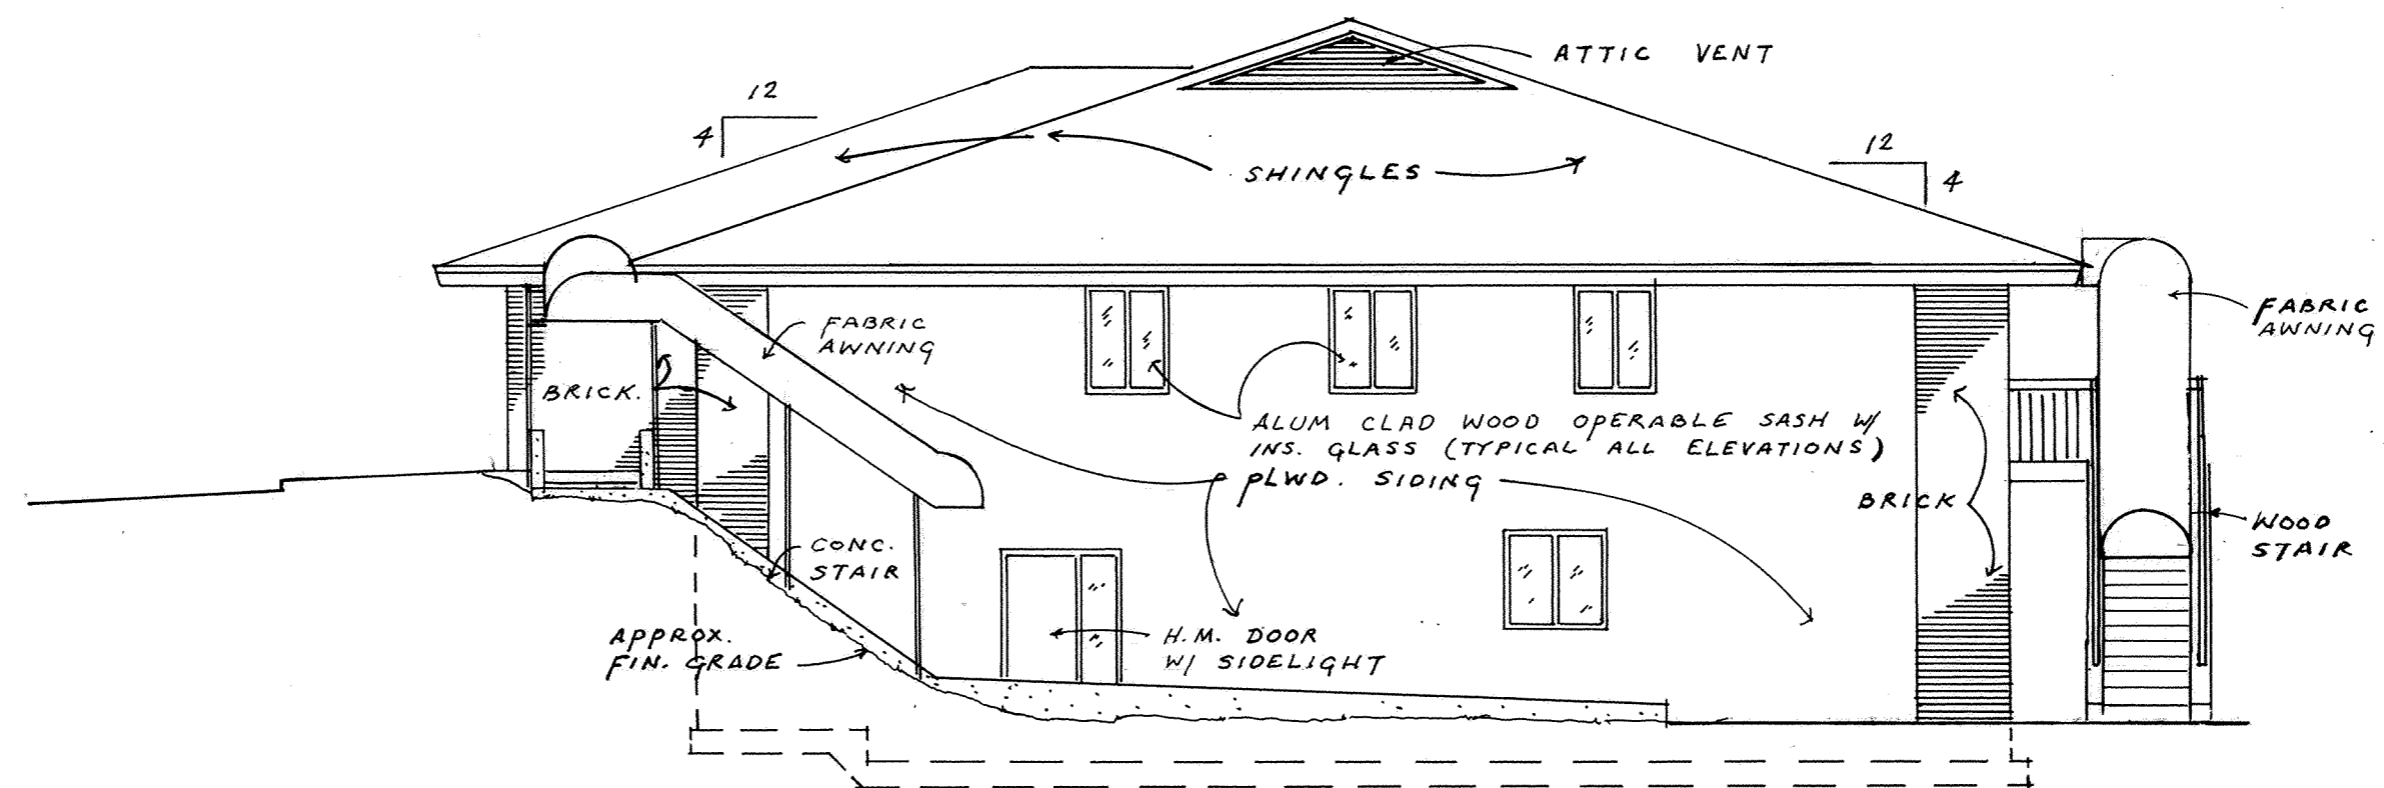 ATTIC VENT
12
4
12
4
SHINGLES
FABRIC
AWNING
FABRIC
AWNING
BRICK.
ALUM CLAD WOOD OPERABLE SASH W/
INS. GLASS (TYPICAL ALL ELEVATIONS)
PLWD. SIDING
BRICK
WOOD
STAIR
CONC.
STAIR
APPROX.
FIN. GRADE
H.M. DOOR
W/ SIDELIGHT